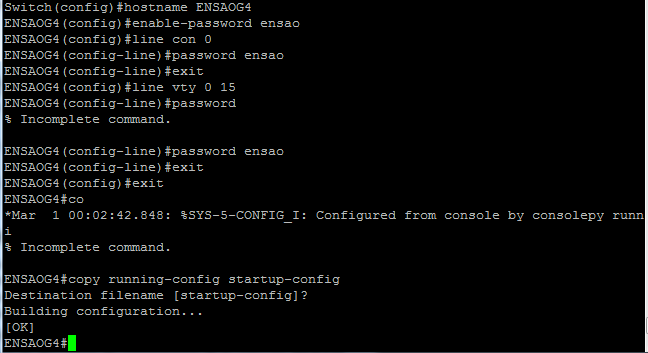 Switch(config)#hostname ENSAOG4
ENSAOG4(config)#enable-password ensao
ENSAOG4(config)#line con 0
ENSAOG4(config-line)#password ensao
ENSAOG4(config-line)#exit
ENSAOG4(config)#line vty 0 15
ENSAOG4(config-line)#password
% Incomplete command.
ENSAOG4(config-line)#password ensao
ENSAOG4(config-line)#exit
ENSAOG4(config)#exit
ENSAOG4#co
*Mar  1 00:02:42.848: %SYS-5-CONFIG_I: Configured from console by consolepy runn
i
% Incomplete command.
ENSAOG4#copy running-config startup-config
Destination filename [startup-config]?
Building configuration...
[OK]
ENSAOG4#